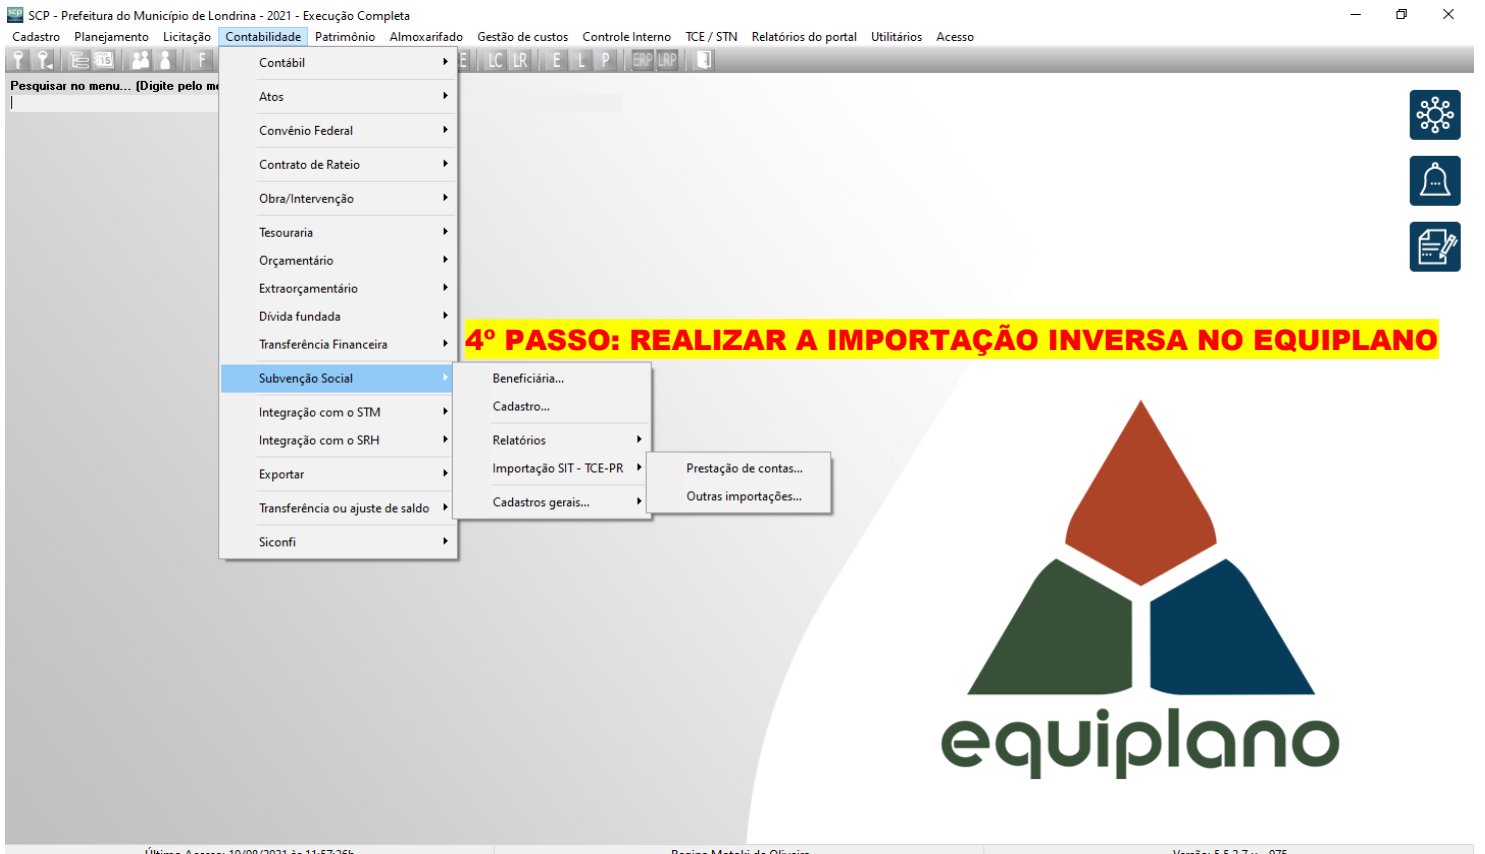 SCP - Prefeitura do Município de Londrina - 2021 - Execução Completa
Cadastro Planejamento Licitação Contabilidade Patrimônio Almoxarifado Gestão de custos Controle Interno TCE / STN Relatórios do portal Utilitários Acesso
F E LC LR E L P ERP LRP
Pesquisar no menu... (Digite pelo
Contábil
Atos
Convênio Federal
Contrato de Rateio
Obra/Intervenção
Tesouraria
Orçamentário
Extraorçamentário
Dívida fundada
Transferência Financeira
4º PASSO: REALIZAR A IMPORTAÇÃO INVERSA NO EQUIPLANO
Subvenção Social
Beneficiária...
Cadastro...
Integração com o STM
Integração com o SRH
Relatórios
Importação SIT - TCE-PR
Prestação de contas...
Outras importações...
Exportar
Cadastros gerais...
Transferência ou ajuste de saldo
Siconfi
equiplano